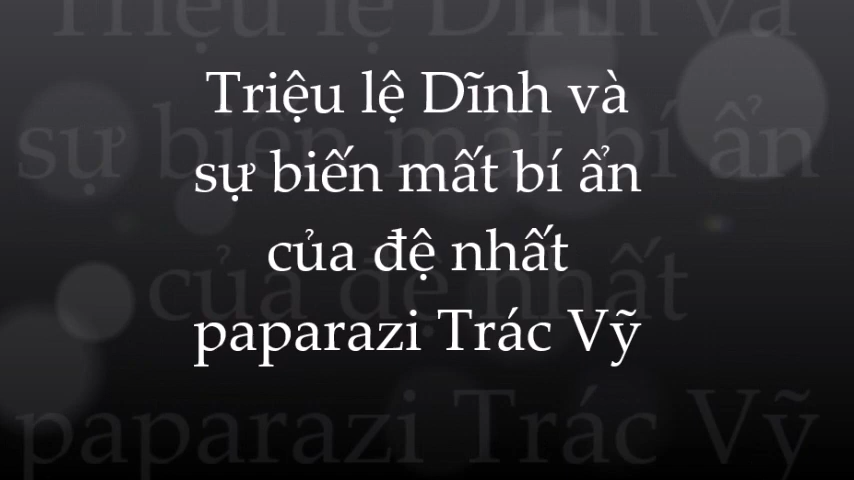 Triệu lệ Dĩnh và
sự biến mất bí ẩn
của đệ nhất
paparazi Trác Vỹ